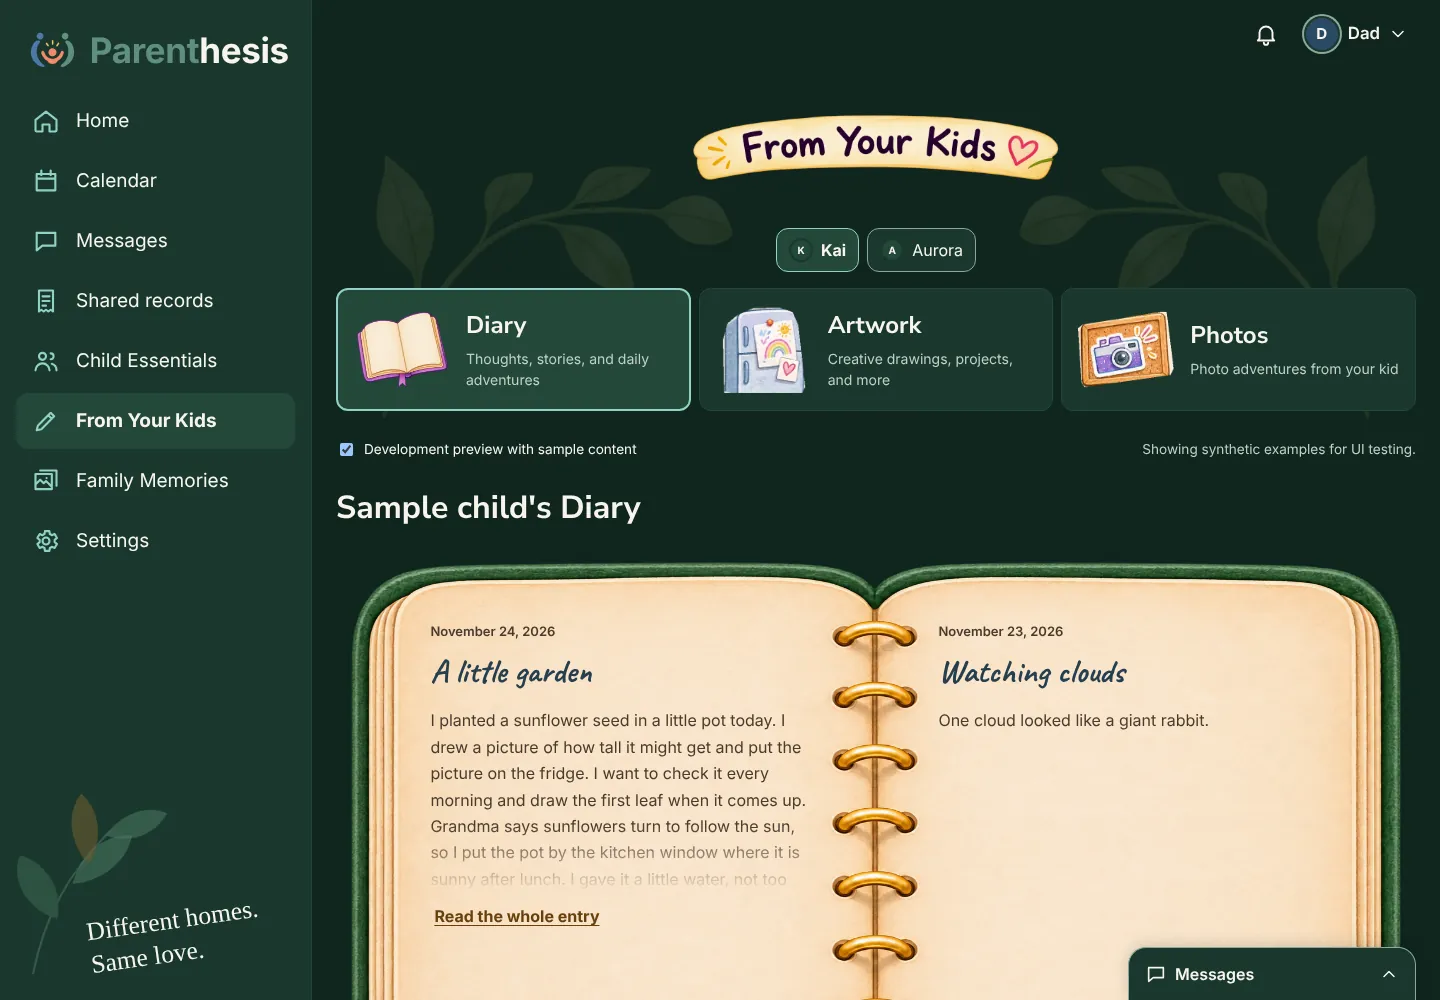 Parenthesis
D Dad
Home
Calendar
Messages
Shared records
Child Essentials
From Your Kids
Family Memories
Settings
Different homes.
Same love.
From Your Kids
K Kai
A Aurora
Diary
Thoughts, stories, and daily
adventures
Artwork
Creative drawings, projects,
and more
Photos
Photo adventures from your kid
Development preview with sample content
Showing synthetic examples for UI testing.
Sample child's Diary
November 24, 2026
A little garden
I planted a sunflower seed in a little pot today. I
drew a picture of how tall it might get and put the
picture on the fridge. I want to check it every
morning and draw the first leaf when it comes up.
Grandma says sunflowers turn to follow the sun,
so I put the pot by the kitchen window where it is
sunny after lunch. I gave it a little water, not too
Read the whole entry
November 23, 2026
Watching clouds
One cloud looked like a giant rabbit.
Messages